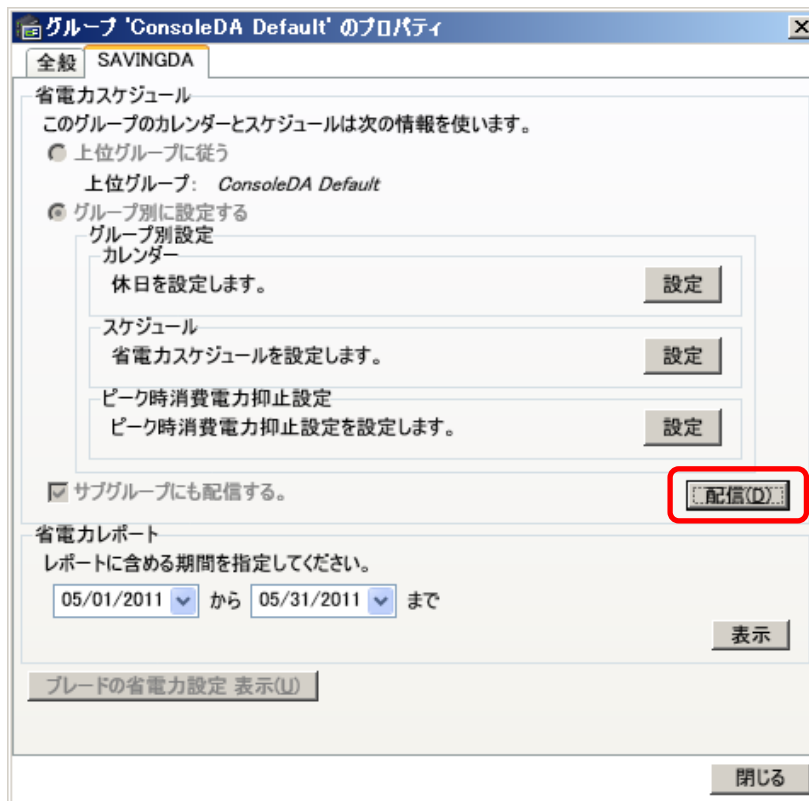 グループ 'ConsoleDA Default' のプロパティ
全般 SAVINGDA
省電力スケジュール
このグループのカレンダーとスケジュールは次の情報を使います。
上位グループに従う
上位グループ: ConsoleDA Default
グループ別に設定する
グループ別設定
カレンダー
休日を設定します。 設定
スケジュール
省電力スケジュールを設定します。 設定
ピーク時消費電力抑止設定
ピーク時消費電力抑止設定を設定します。 設定
サブグループにも配信する。 配信(D)
省電力レポート
レポートに含める期間を指定してください。
05/01/2011 から 05/31/2011 まで
表示
ブレードの省電力設定 表示(U)
閉じる